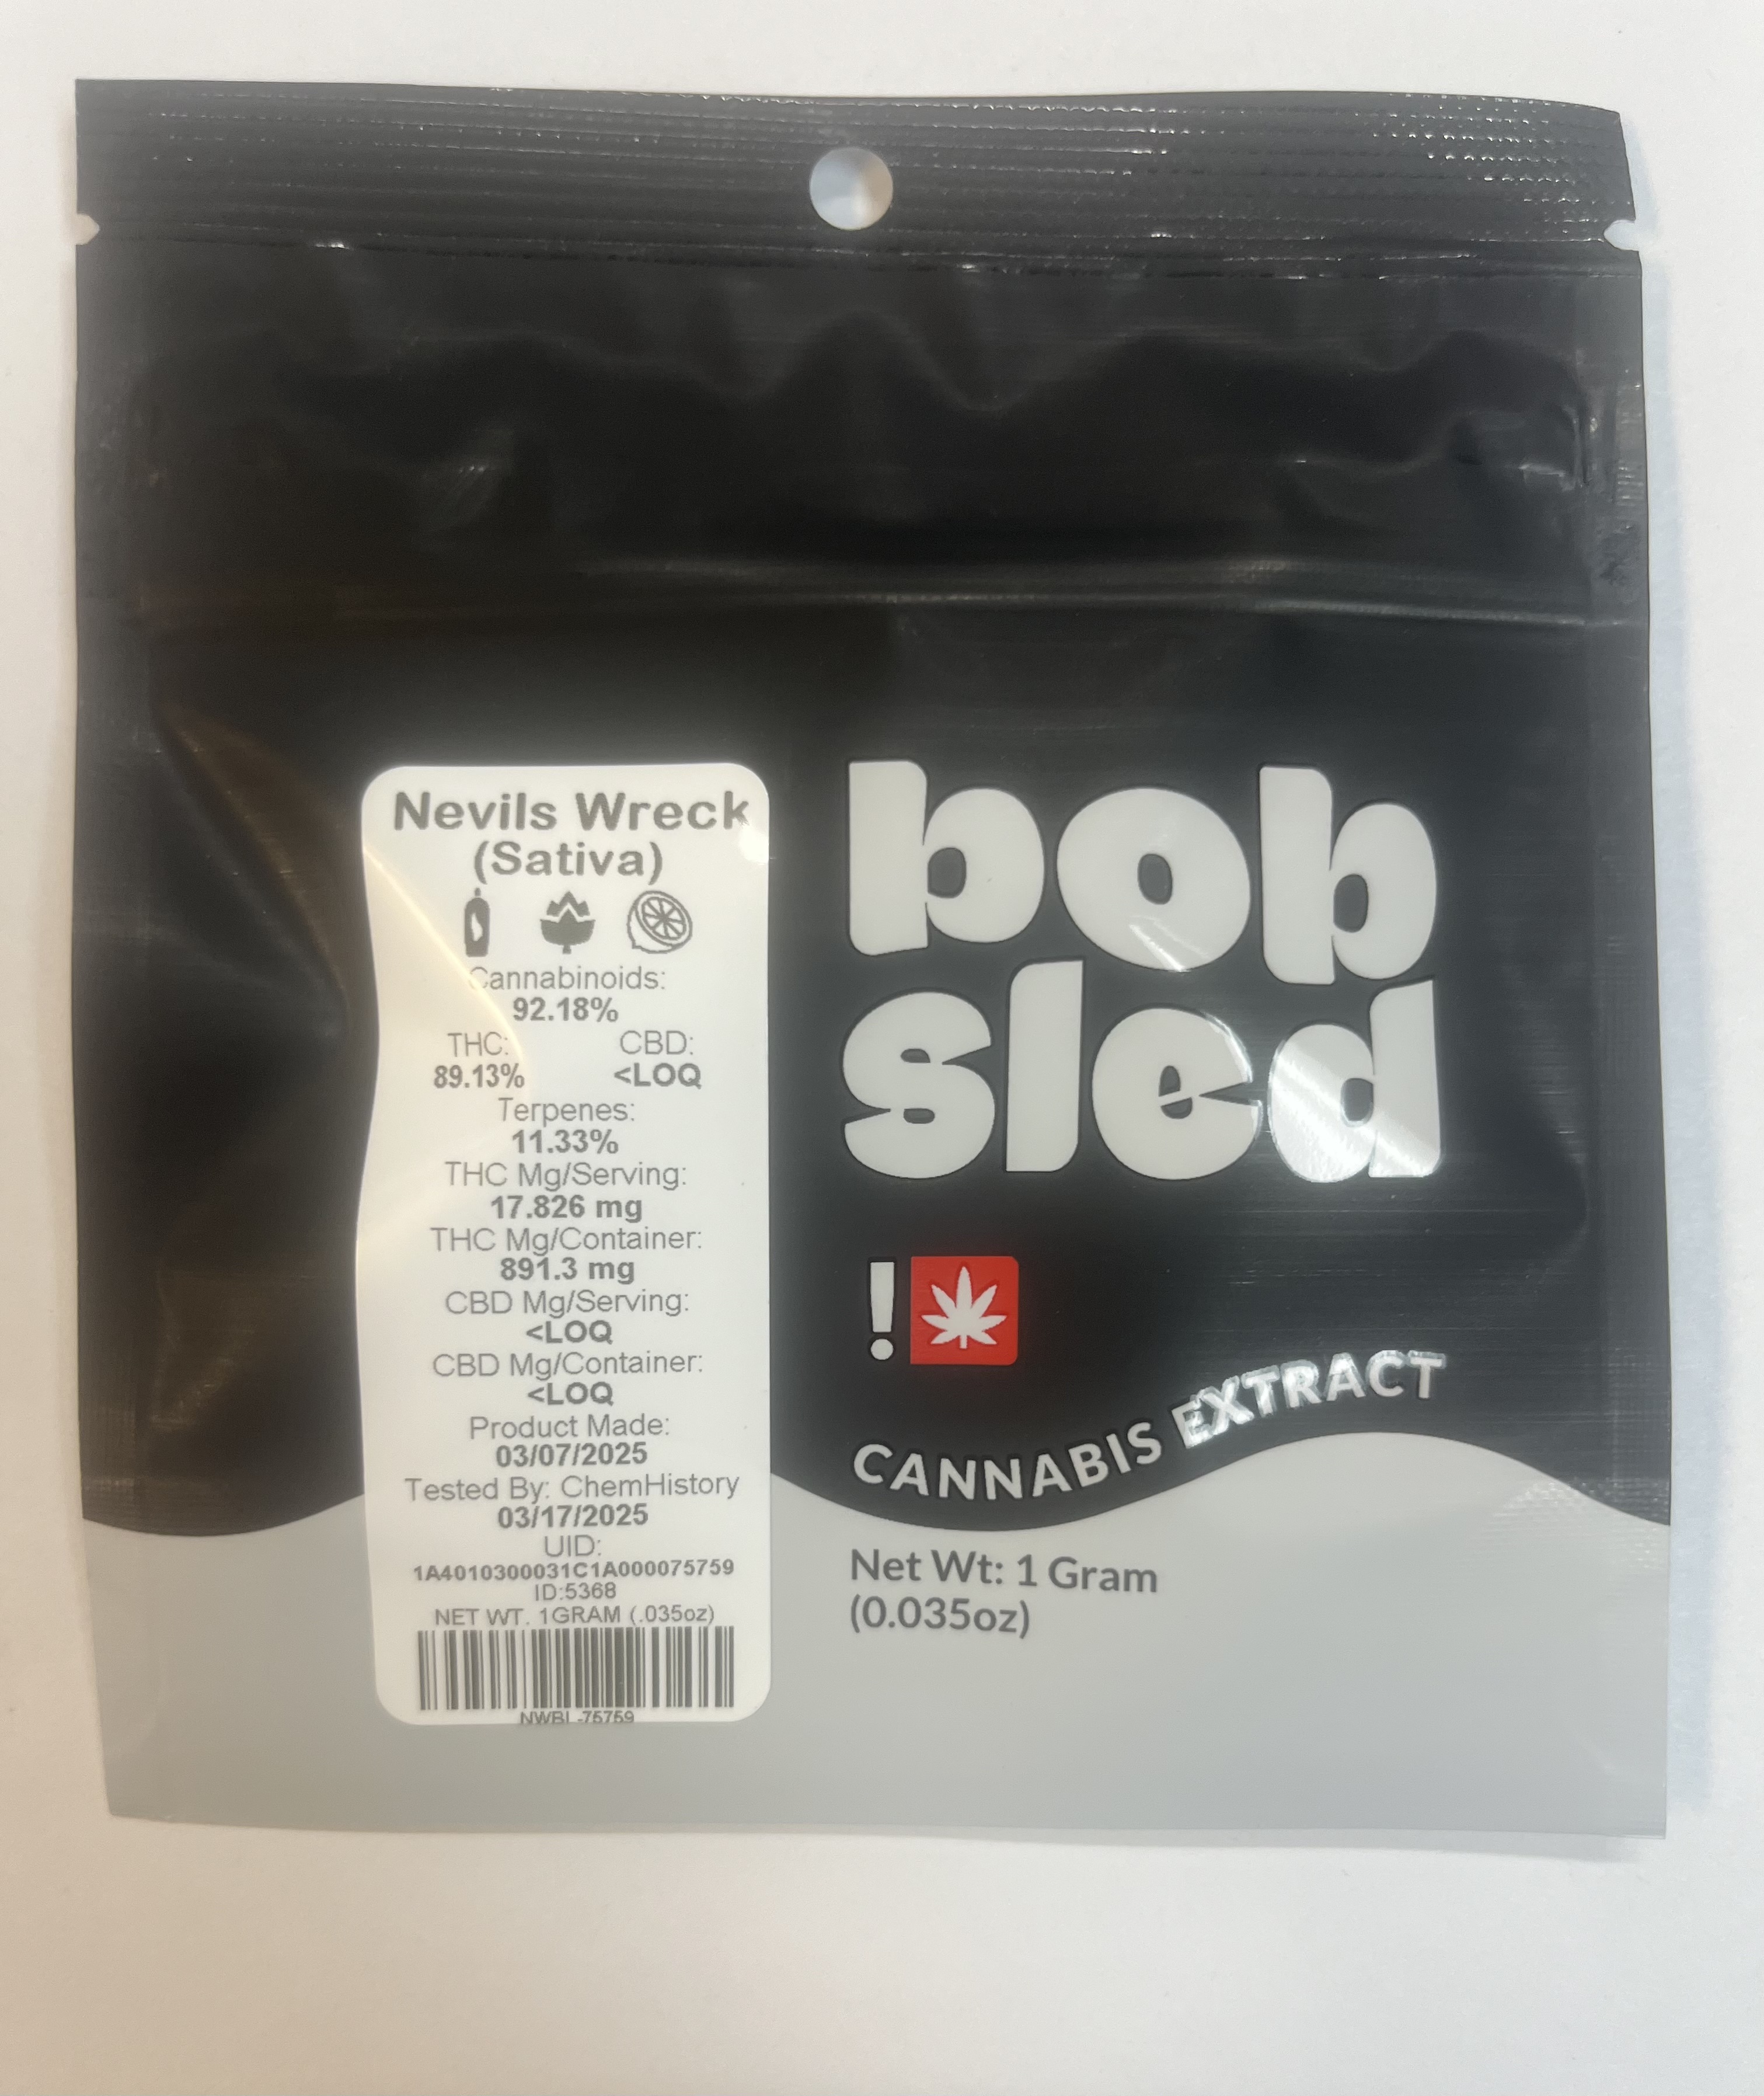 Nevils Wreck
(Sativa)
Cannabinoids:
92.18%
THC: CBD:
89.13% <LOQ
Terpenes:
11.33%
THC Mg/Serving:
17.826 mg
THC Mg/Container:
891.3 mg
CBD Mg/Serving:
<LOQ
CBD Mg/Container:
<LOQ
Product Made:
03/07/2025
Tested By: ChemHistory
03/17/2025
UID:
1A4010300031C1A000075759
ID:5368
NET WT. 1GRAM (.035oz)
NWBL-75759
bob
sled
!
CANNABIS EXTRACT
Net Wt: 1 Gram
(0.035oz)